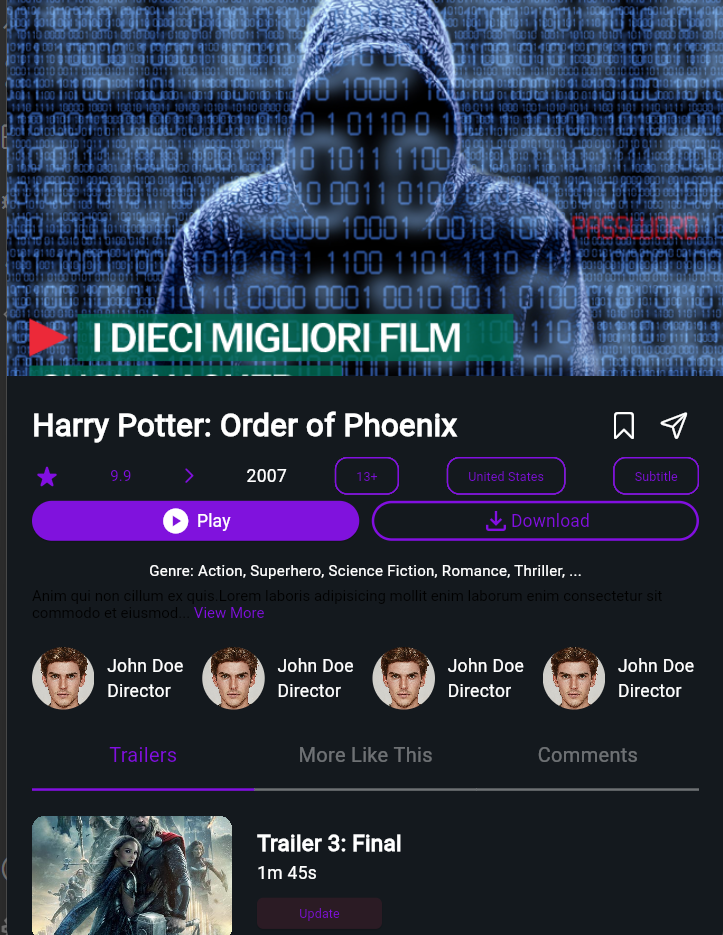 PASSWORD
I DIECI MIGLIORI FILM
Harry Potter: Order of Phoenix
9.9 2007 13+ United States Subtitle
Play Download
Genre: Action, Superhero, Science Fiction, Romance, Thriller, ...
Anim qui non cillum ex quis.Lorem laboris adipisicing mollit enim laborum enim consectetur sit
commodo et eiusmod... View More
John Doe John Doe John Doe John Doe
Director Director Director Director
Trailers More Like This Comments
Trailer 3: Final
1m 45s
Update